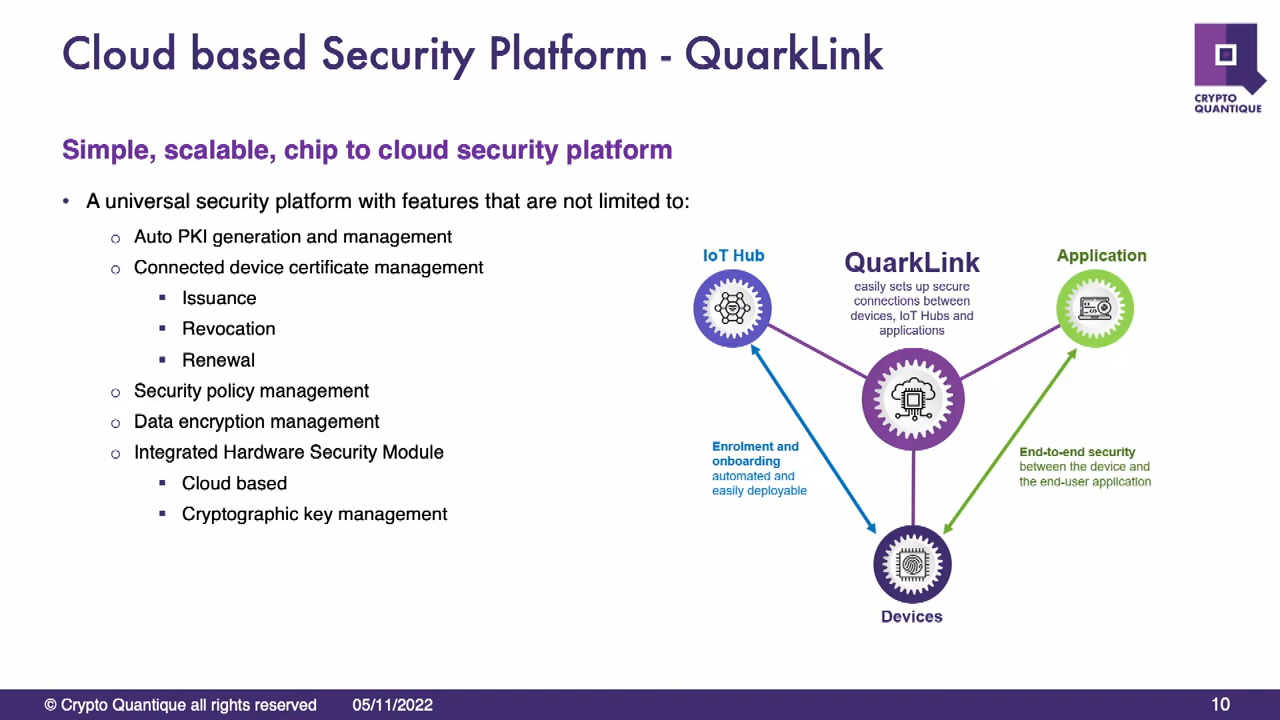 Cloud based Security Platform - QuarkLink
CRYPTO
QUANTIQUE
Simple, scalable, chip to cloud security platform
• A universal security platform with features that are not limited to:
o Auto PKI generation and management
o Connected device certificate management
▪ Issuance
▪ Revocation
▪ Renewal
o Security policy management
o Data encryption management
o Integrated Hardware Security Module
▪ Cloud based
▪ Cryptographic key management
IoT Hub
QuarkLink
easily sets up secure
connections between
devices, IoT Hubs and
applications
Application
Enrolment and
onboarding
automated and
easily deployable
End-to-end security
between the device and
the end-user application
Devices
© Crypto Quantique all rights reserved 05/11/2022 10